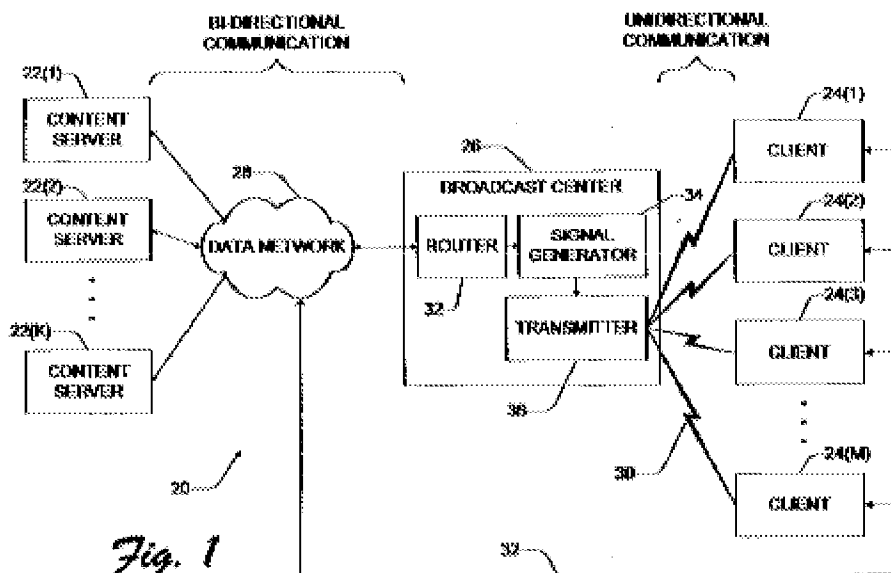 BI-DIRECTIONAL
COMMUNICATION
UNIDIRECTIONAL
COMMUNICATION
22(1)
CONTENT
SERVER
22(2)
CONTENT
SERVER
22(K)
CONTENT
SERVER
28
DATA NETWORK
26
BROADCAST CENTER
34
ROUTER
32
SIGNAL
GENERATOR
TRANSMITTER
36
24(1)
CLIENT
24(2)
CLIENT
24(3)
CLIENT
24(M)
CLIENT
30
20
Fig. 1
32